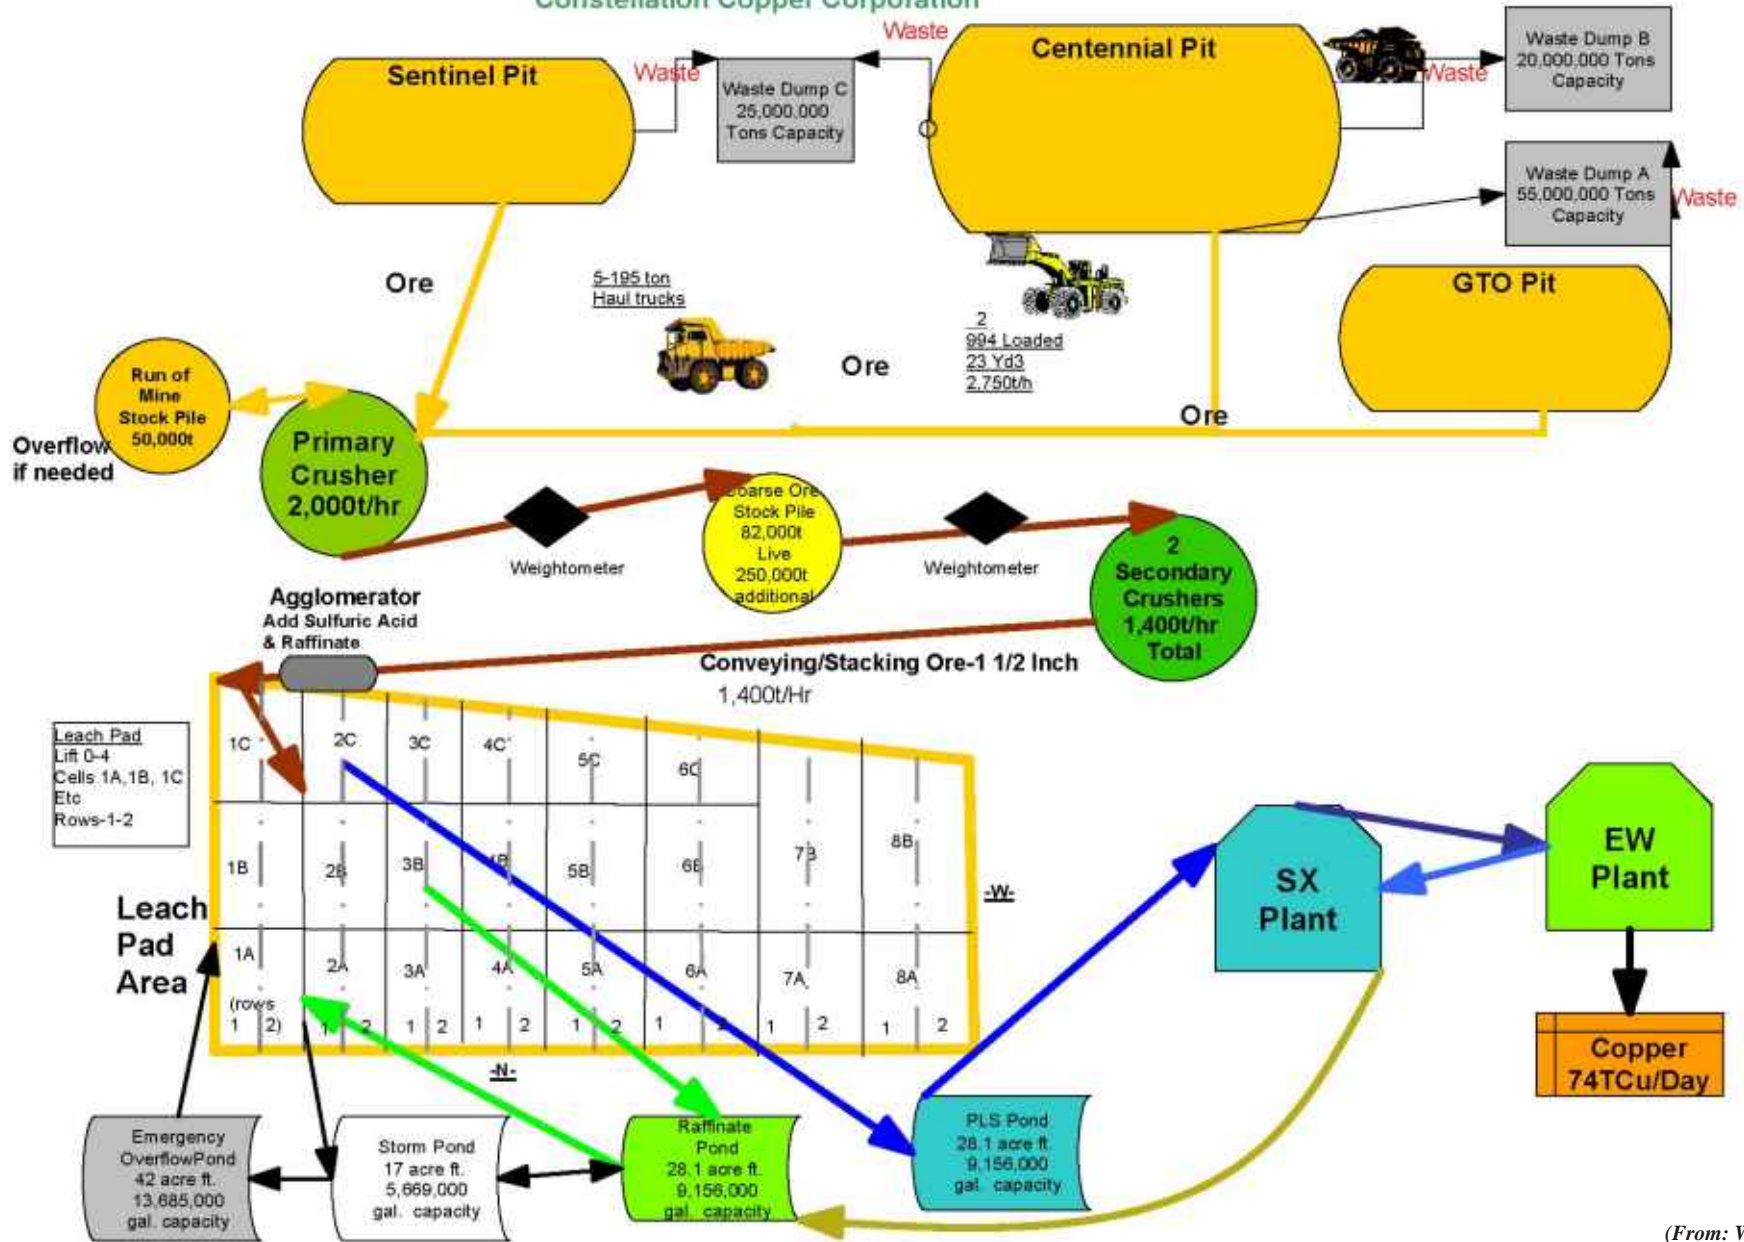 Constellation Copper Corporation
Sentinel Pit
Waste
Waste Dump C
25,000,000
Tons Capacity
Waste
Centennial Pit
Waste
Waste Dump B
20,000,000 Tons
Capacity
Waste Dump A
55,000,000 Tons
Capacity
Waste
GTO Pit
Ore
5-195 ton
Haul trucks
Ore
2
994 Loaded
23 Yd3
2,750t/h
Ore
Run of
Mine
Stock Pile
50,000t
Overflow
if needed
Primary
Crusher
2,000t/hr
Weightometer
Coarse Ore
Stock Pile
82,000t
Live
250,000t
additional
Weightometer
2
Secondary
Crushers
1,400t/hr
Total
Agglomerator
Add Sulfuric Acid
& Raffinate
Conveying/Stacking Ore-1 1/2 Inch
1,400t/Hr
Leach Pad
Lift 0-4
Cells 1A,1B, 1C
Etc
Rows-1-2
1C 2C 3C 4C 5C 6C
1B 2B 3B 4B 5B 6B 7B 8B
1A 2A 3A 4A 5A 6A 7A 8A
(rows
1 2) 1 2 1 2 1 2 1 2 1 2 1 2 1 2
Leach
Pad
Area
-W-
-N-
SX
Plant
EW
Plant
Copper
74TCu/Day
Emergency
OverflowPond
42 acre ft.
13,685,000
gal. capacity
Storm Pond
17 acre ft.
5,669,000
gal. capacity
Raffinate
Pond
28.1 acre ft.
9,156,000
gal. capacity
PLS Pond
28.1 acre ft.
9,156,000
gal. capacity
(From: